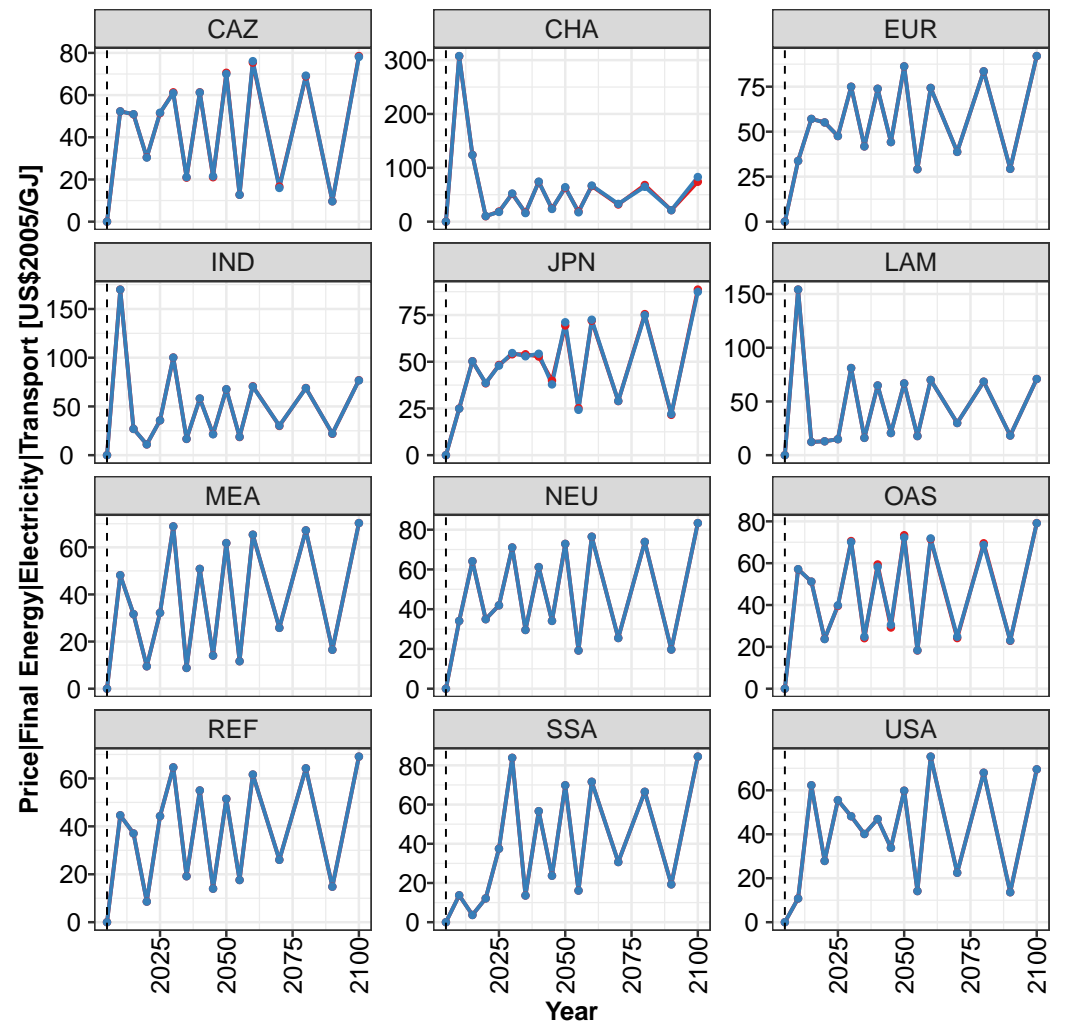 CAZ CHA EUR
80 60 40 20 0
300 200 100 0
75 50 25 0
IND JPN LAM
150 100 50 0
75 50 25 0
150 100 50 0
MEA NEU OAS
60 40 20 0
80 60 40 20 0
80 60 40 20 0
REF SSA USA
60 40 20 0
80 60 40 20 0
60 40 20 0
2025 2050 2075 2100
2025 2050 2075 2100
2025 2050 2075 2100
Year
Price|Final Energy|Electricity|Transport [US$2005/GJ]